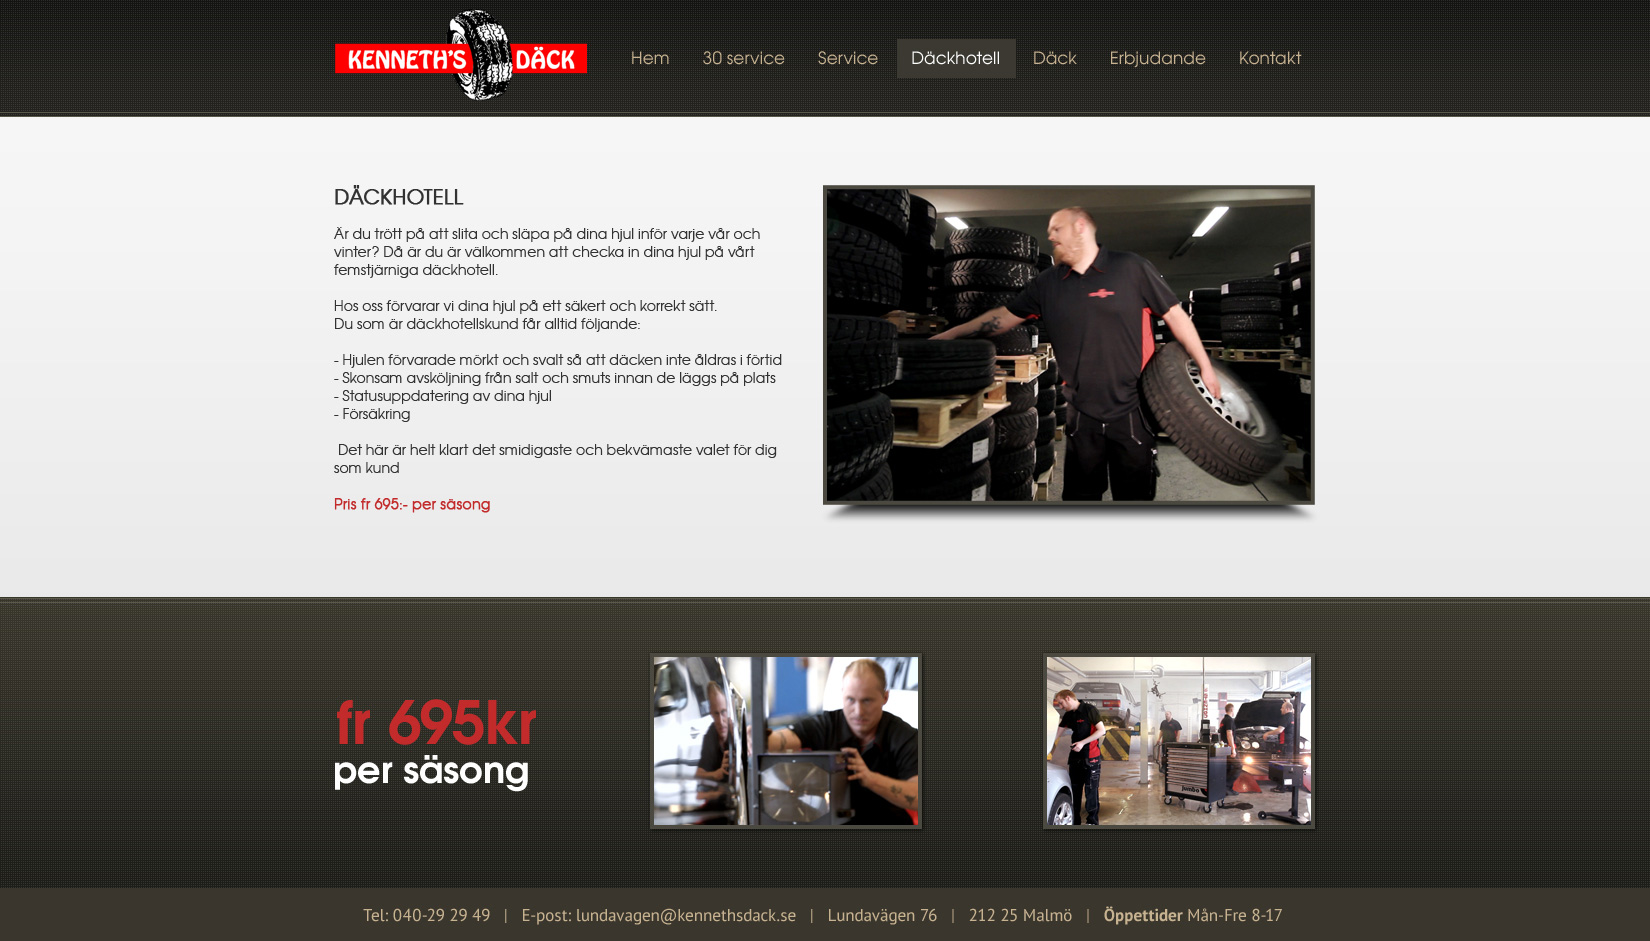 KENNETH'S DÄCK
Hem 30 service Service Däckhotell Däck Erbjudande Kontakt
DÄCKHOTELL
Är du trött på att slita och släpa på dina hjul inför varje vår och
vinter? Då är du är välkommen att checka in dina hjul på vårt
femstjärniga däckhotell.
Hos oss förvarar vi dina hjul på ett säkert och korrekt sätt.
Du som är däckhotellskund får alltid följande:
- Hjulen förvarade mörkt och svalt så att däcken inte åldras i förtid
- Skonsam avsköljning från salt och smuts innan de läggs på plats
- Statusuppdatering av dina hjul
- Försäkring
Det här är helt klart det smidigaste och bekvämaste valet för dig
som kund
Pris fr 695:- per säsong
fr 695kr
per säsong
Jumbo
Tel: 040-29 29 49 | E-post: lundavagen@kennethsdack.se | Lundavägen 76 | 212 25 Malmö | Öppettider Mån-Fre 8-17